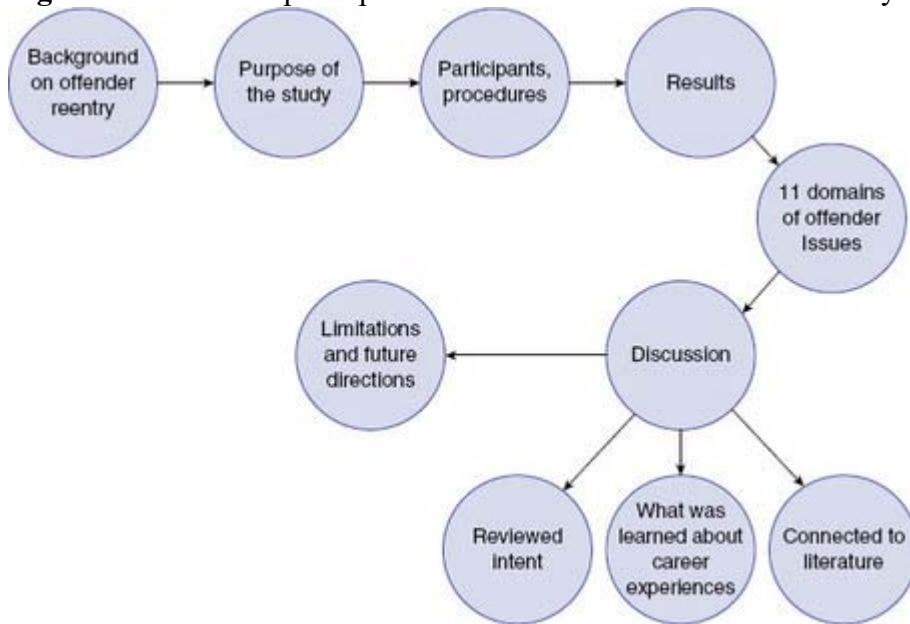 Background
on offender
reentry
Purpose of
the study
Participants,
procedures
Results
11 domains
of offender
Issues
Discussion
Limitations
and future
directions
Reviewed
intent
What was
learned about
career
experiences
Connected to
literature